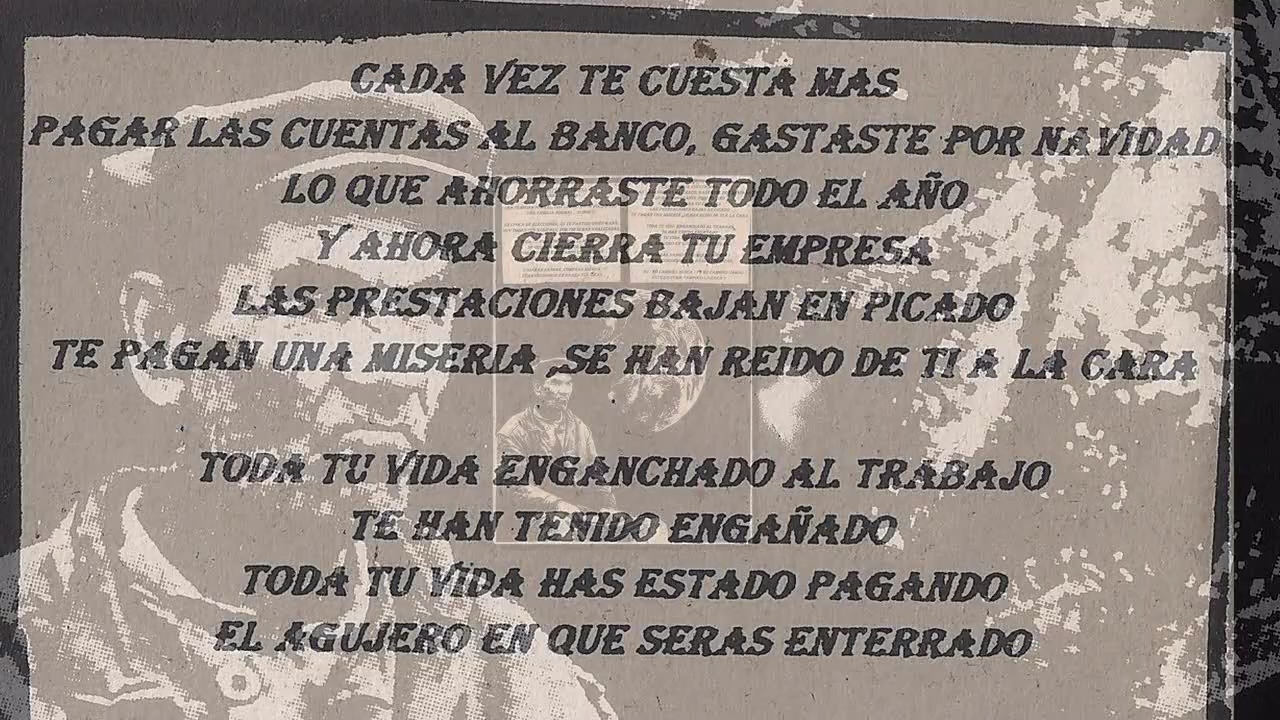 CADA VEZ TE CUESTA MAS
PAGAR LAS CUENTAS AL BANCO, GASTASTE POR NAVIDAD
LO QUE AHORRASTE TODO EL AÑO
Y AHORA CIERRA TU EMPRESA
LAS PRESTACIONES BAJAN EN PICADO
TE PAGAN UNA MISERIA ,SE HAN REIDO DE TI A LA CARA
TODA TU VIDA ENGANCHADO AL TRABAJO
TE HAN TENIDO ENGAÑADO
TODA TU VIDA HAS ESTADO PAGANDO
EL AGUJERO EN QUE SERAS ENTERRADO